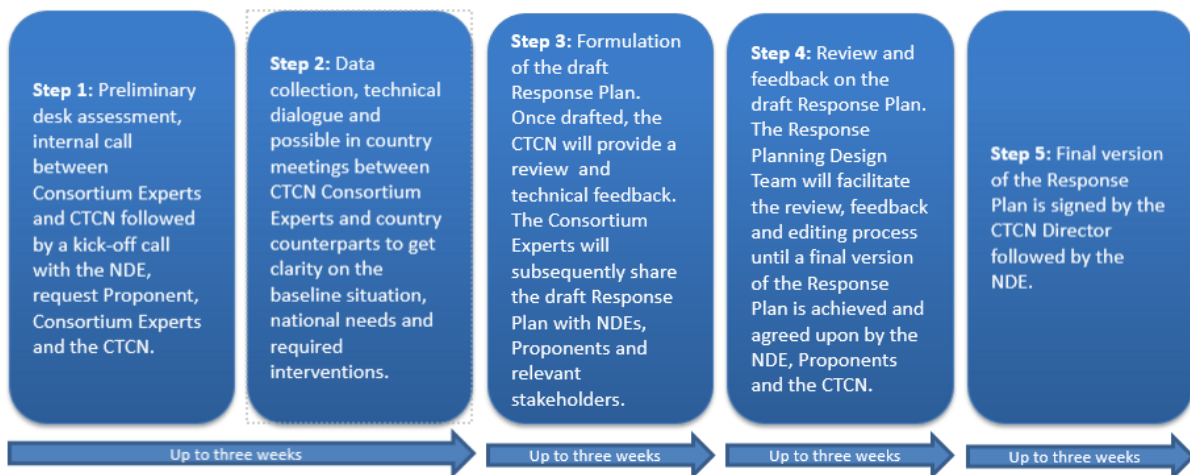 Step 1: Preliminary
desk assessment,
internal call
between
Consortium Experts
and CTCN followed
by a kick-off call
with the NDE,
request Proponent,
Consortium Experts
and the CTCN.
Step 2: Data
collection, technical
dialogue and
possible in country
meetings between
CTCN Consortium
Experts and country
counterparts to get
clarity on the
baseline situation,
national needs and
required
interventions.
Step 3: Formulation
of the draft
Response Plan.
Once drafted, the
CTCN will provide a
review and
technical feedback.
The Consortium
Experts will
subsequently share
the draft Response
Plan with NDEs,
Proponents and
relevant
stakeholders.
Step 4: Review and
feedback on the
draft Response Plan.
The Response
Planning Design
Team will facilitate
the review, feedback
and editing process
until a final version
of the Response
Plan is achieved and
agreed upon by the
NDE, Proponents
and the CTCN.
Step 5: Final version
of the Response
Plan is signed by the
CTCN Director
followed by the
NDE.
Up to three weeks
Up to three weeks
Up to three weeks
Up to three weeks